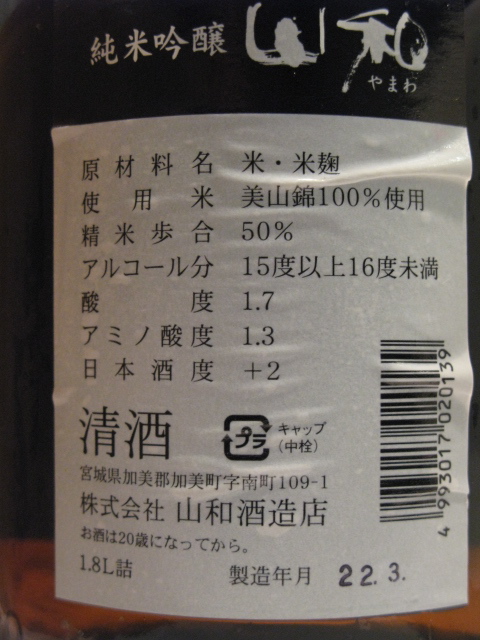 純米吟醸 山和
やまわ
原材料名 米・米麹
使用米 美山錦100%使用
精米歩合 50%
アルコール分 15度以上16度未満
酸度 1.7
アミノ酸度 1.3
日本酒度 +2
清酒 プラ キャップ
(中栓)
宮城県加美郡加美町字南町109-1
株式会社 山和酒造店
お酒は20歳になってから。
1.8L詰 製造年月 22.3.
4993017020139